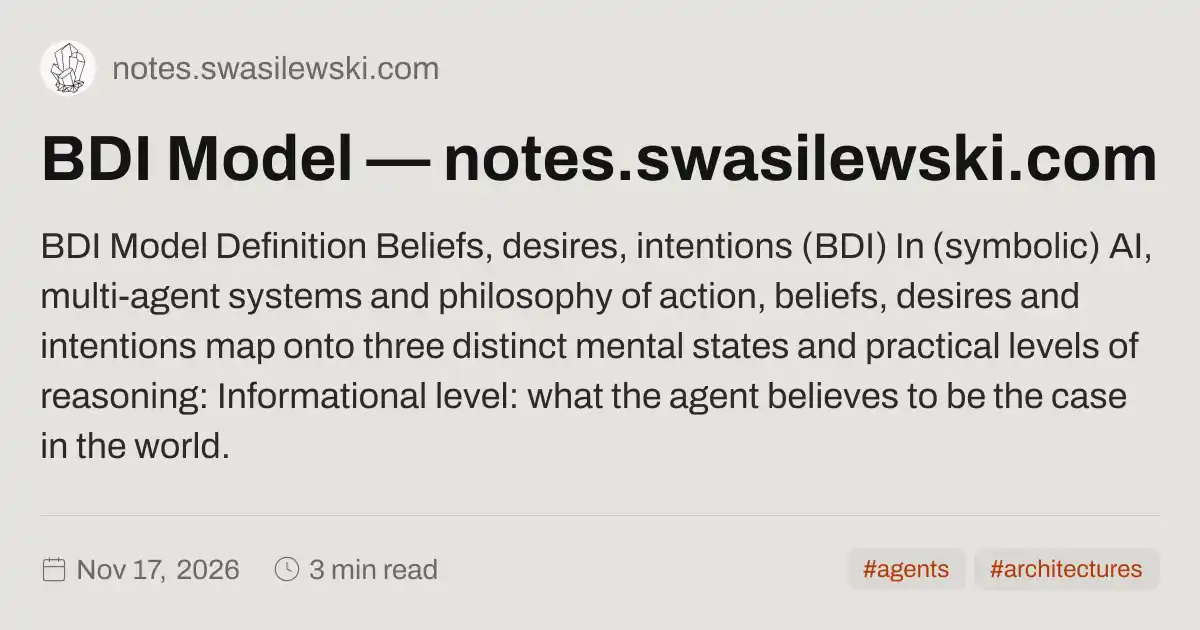 notes.swasilewski.com
BDI Model — notes.swasilewski.com
BDI Model Definition Beliefs, desires, intentions (BDI) In (symbolic) AI,
multi-agent systems and philosophy of action, beliefs, desires and
intentions map onto three distinct mental states and practical levels of
reasoning: Informational level: what the agent believes to be the case
in the world.
Nov 17, 2026 3 min read #agents #architectures